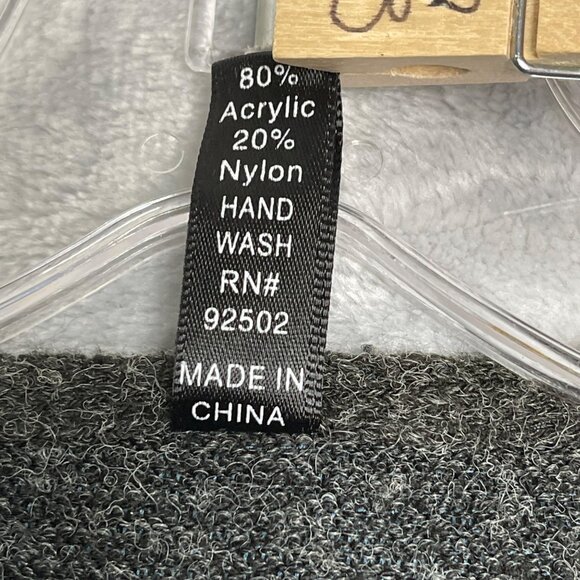 80%
Acrylic
20%
Nylon
HAND
WASH
RN#
92502
MADE IN
CHINA